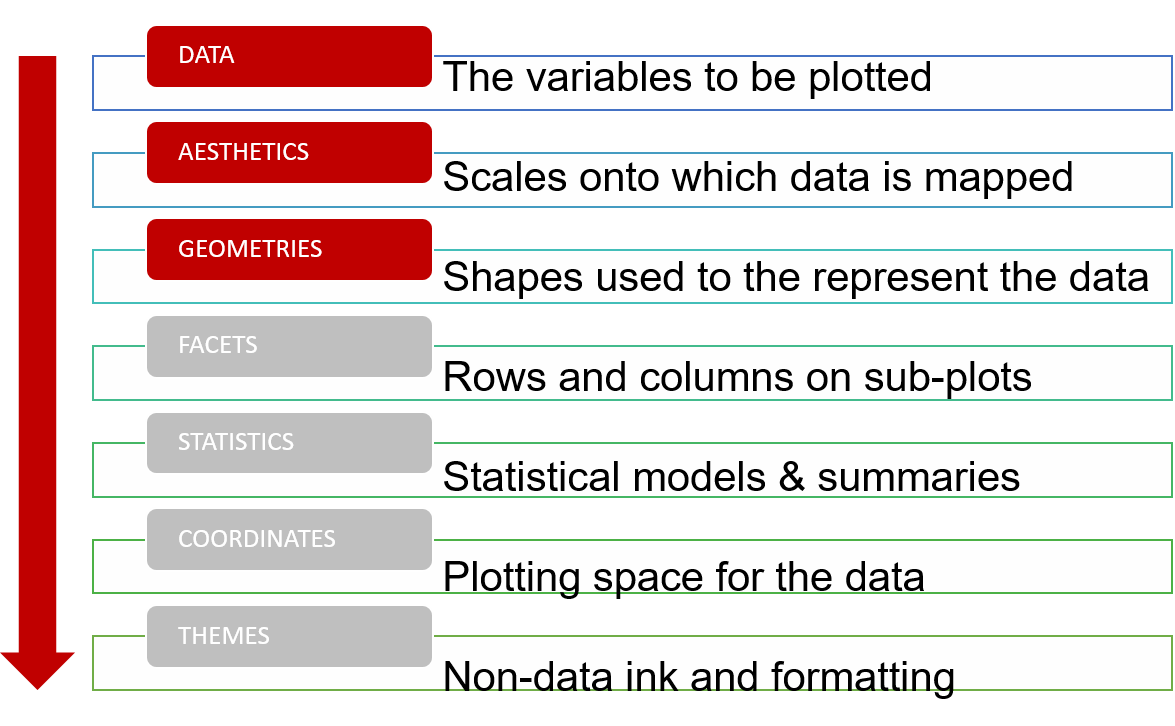 DATA
The variables to be plotted
AESTHETICS
Scales onto which data is mapped
GEOMETRIES
Shapes used to the represent the data
FACETS
Rows and columns on sub-plots
STATISTICS
Statistical models & summaries
COORDINATES
Plotting space for the data
THEMES
Non-data ink and formatting